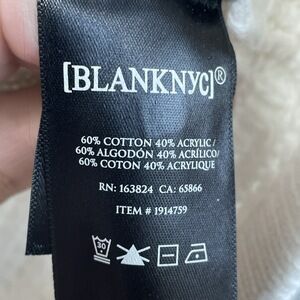 [BLANKNYC]®
60% COTTON 40% ACRYLIC /
60% ALGODÓN 40% ACRÍLICO/
60% COTON 40% ACRYLIQUE
RN: 163824 CA: 65866
ITEM # 1914759
30